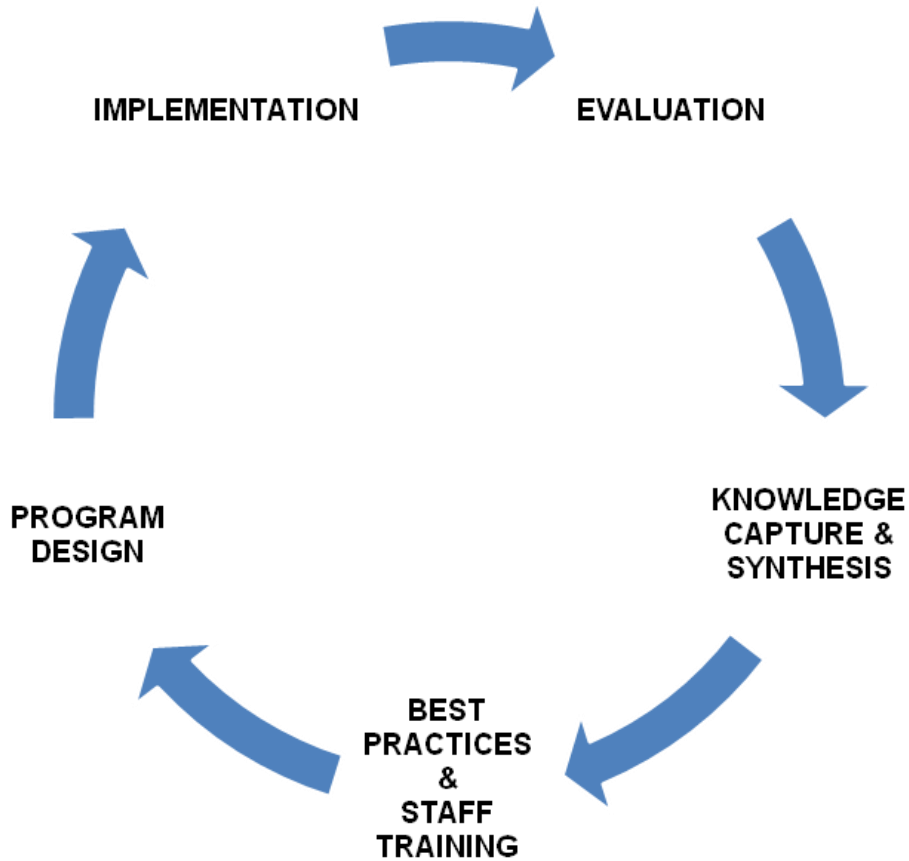 IMPLEMENTATION
EVALUATION
KNOWLEDGE
CAPTURE &
SYNTHESIS
BEST
PRACTICES
&
STAFF
TRAINING
PROGRAM
DESIGN